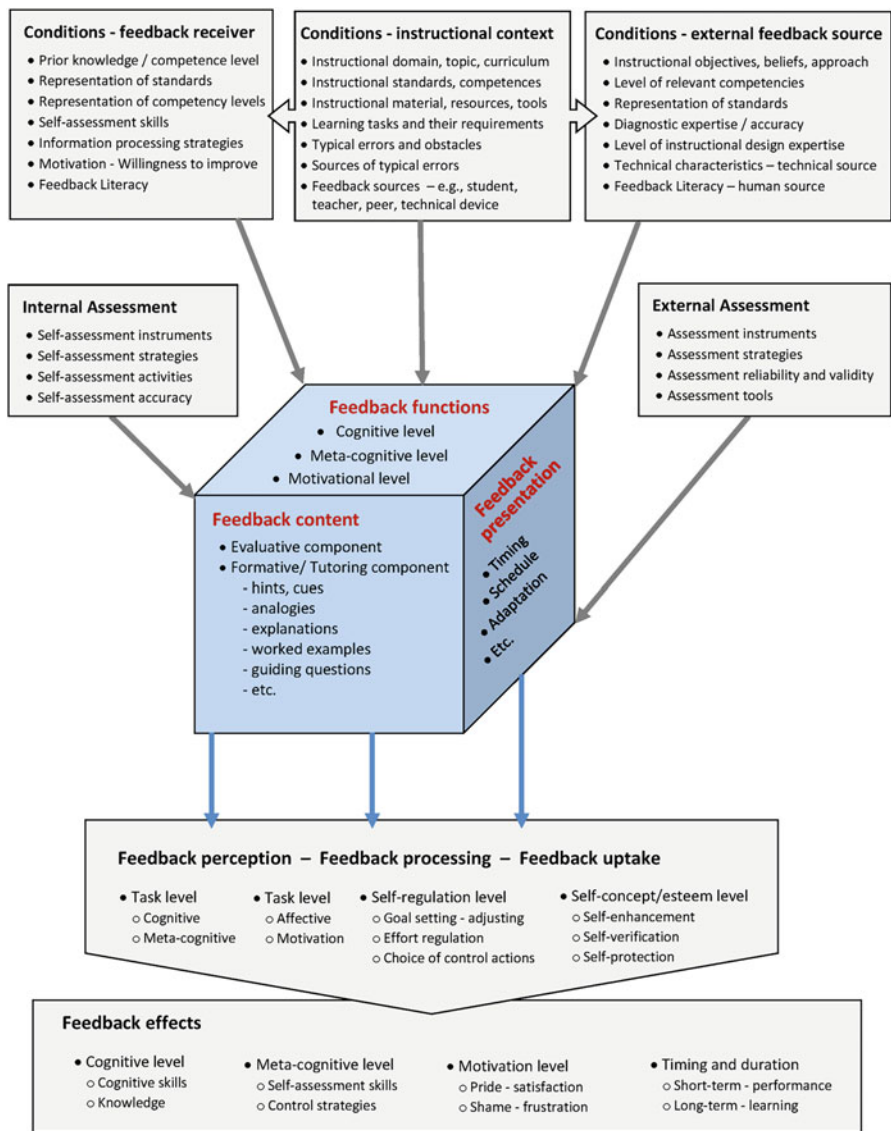 Conditions - feedback receiver
• Prior knowledge / competence level
• Representation of standards
• Representation of competency levels
• Self-assessment skills
• Information processing strategies
• Motivation - Willingness to improve
• Feedback Literacy
Conditions - instructional context
• Instructional domain, topic, curriculum
• Instructional standards, competences
• Instructional material, resources, tools
• Learning tasks and their requirements
• Typical errors and obstacles
• Sources of typical errors
• Feedback sources – e.g., student,
teacher, peer, technical device
Conditions - external feedback source
• Instructional objectives, beliefs, approach
• Level of relevant competencies
• Representation of standards
• Diagnostic expertise / accuracy
• Level of instructional design expertise
• Technical characteristics – technical source
• Feedback Literacy – human source
Internal Assessment
• Self-assessment instruments
• Self-assessment strategies
• Self-assessment activities
• Self-assessment accuracy
External Assessment
• Assessment instruments
• Assessment strategies
• Assessment reliability and validity
• Assessment tools
Feedback functions
• Cognitive level
• Meta-cognitive level
• Motivational level
Feedback content
• Evaluative component
• Formative/ Tutoring component
- hints, cues
- analogies
- explanations
- worked examples
- guiding questions
- etc.
Feedback
presentation
• Timing
• Schedule
• Adaptation
• Etc.
Feedback perception – Feedback processing – Feedback uptake
• Task level
○ Cognitive
○ Meta-cognitive
• Task level
○ Affective
○ Motivation
• Self-regulation level
○ Goal setting - adjusting
○ Effort regulation
○ Choice of control actions
• Self-concept/esteem level
○ Self-enhancement
○ Self-verification
○ Self-protection
Feedback effects
• Cognitive level
○ Cognitive skills
○ Knowledge
• Meta-cognitive level
○ Self-assessment skills
○ Control strategies
• Motivation level
○ Pride - satisfaction
○ Shame - frustration
• Timing and duration
○ Short-term - performance
○ Long-term - learning